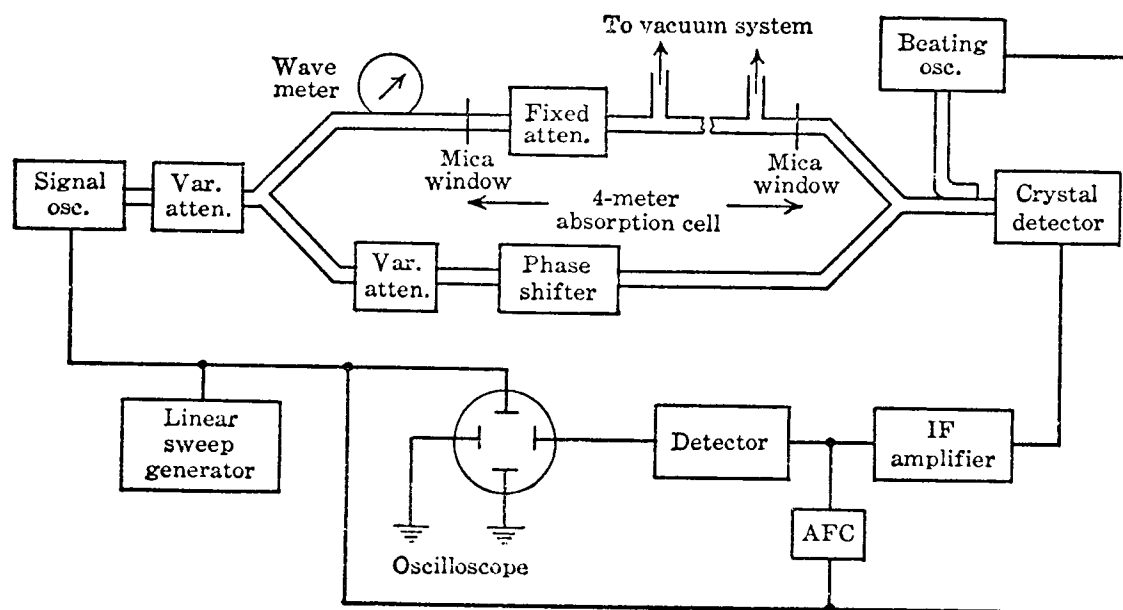 To vacuum system
Beating
osc.
Wave
meter
Fixed
atten.
Mica
window
Mica
window
Signal
osc.
Var.
atten.
4-meter
absorption cell
Crystal
detector
Var.
atten.
Phase
shifter
Linear
sweep
generator
Detector
IF
amplifier
AFC
Oscilloscope